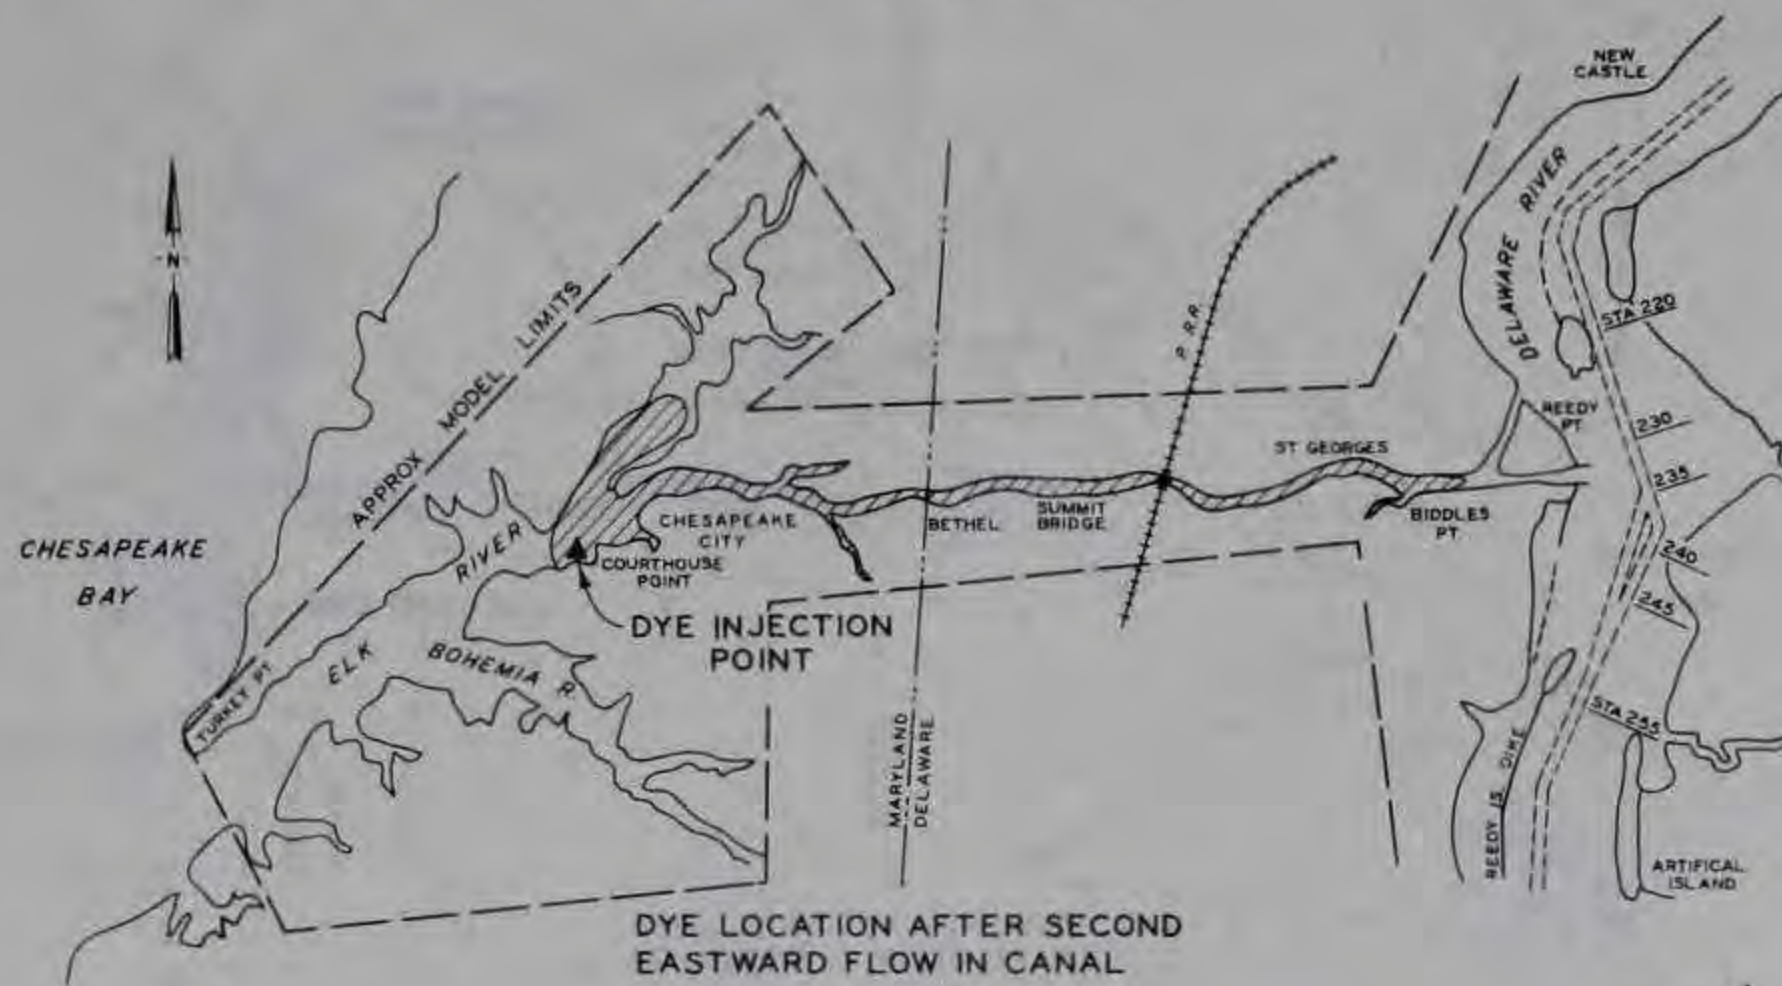 NEW
CASTLE
DELAWARE RIVER
N
APPROX MODEL LIMITS
P. R.R.
STA 220
REEDY
PT.
230
ST GEORGES
235
CHESAPEAKE
CITY
BETHEL
SUMMIT
BRIDGE
BIDDLES
PT.
CHESAPEAKE
BAY
RIVER
COURTHOUSE
POINT
240
245
DYE INJECTION
POINT
ELK
BOHEMIA R.
TURKEY PT.
MARYLAND
DELAWARE
STA 255
REEDY IS. DIKE
ARTIFICAL
ISLAND
DYE LOCATION AFTER SECOND
EASTWARD FLOW IN CANAL